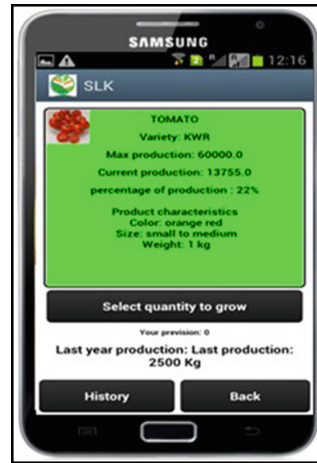 SAMSUNG
12:16
SLK
TOMATO
Variety: KWR
Max production: 60000.0
Current production: 13755.0
percentage of production : 22%
Product characteristics
Color: orange red
Size: small to medium
Weight: 1 kg
Select quantity to grow
Your prevision: 0
Last year production: Last production:
2500 Kg
History Back